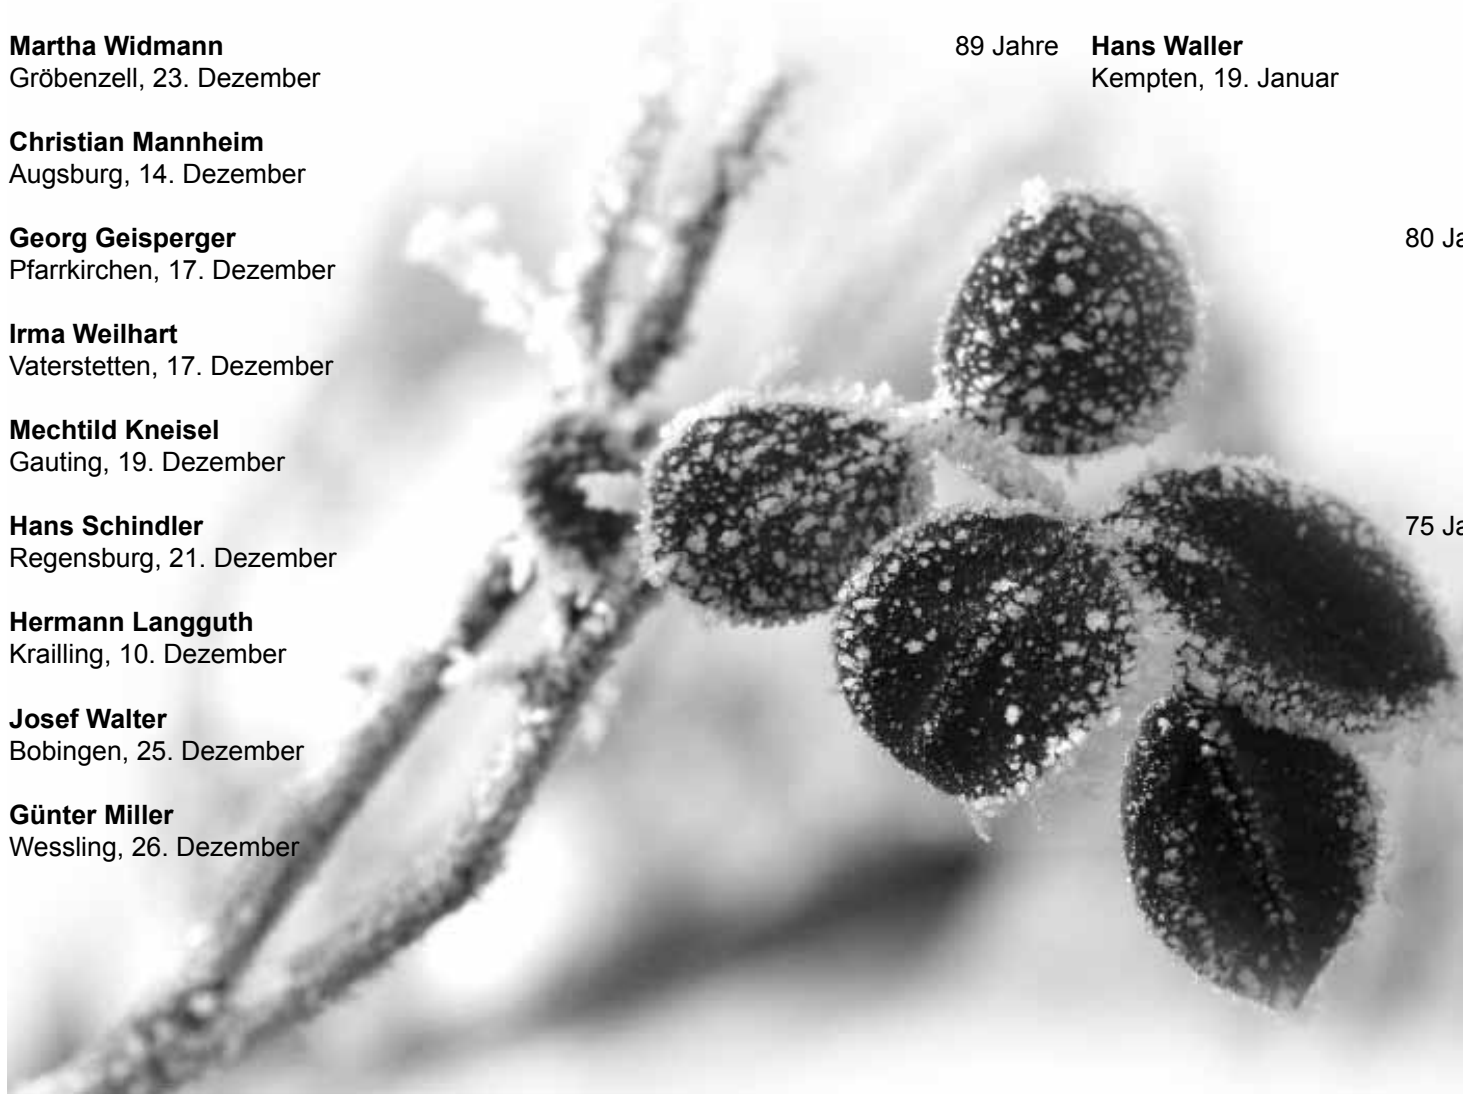 Martha Widmann
Gröbenzell, 23. Dezember
Christian Mannheim
Augsburg, 14. Dezember
Georg Geisperger
Pfarrkirchen, 17. Dezember
Irma Weilhart
Vaterstetten, 17. Dezember
Mechtild Kneisel
Gauting, 19. Dezember
Hans Schindler
Regensburg, 21. Dezember
Hermann Langguth
Krailling, 10. Dezember
Josef Walter
Bobingen, 25. Dezember
Günter Miller
Wessling, 26. Dezember
89 Jahre
Hans Waller
Kempten, 19. Januar
80
75